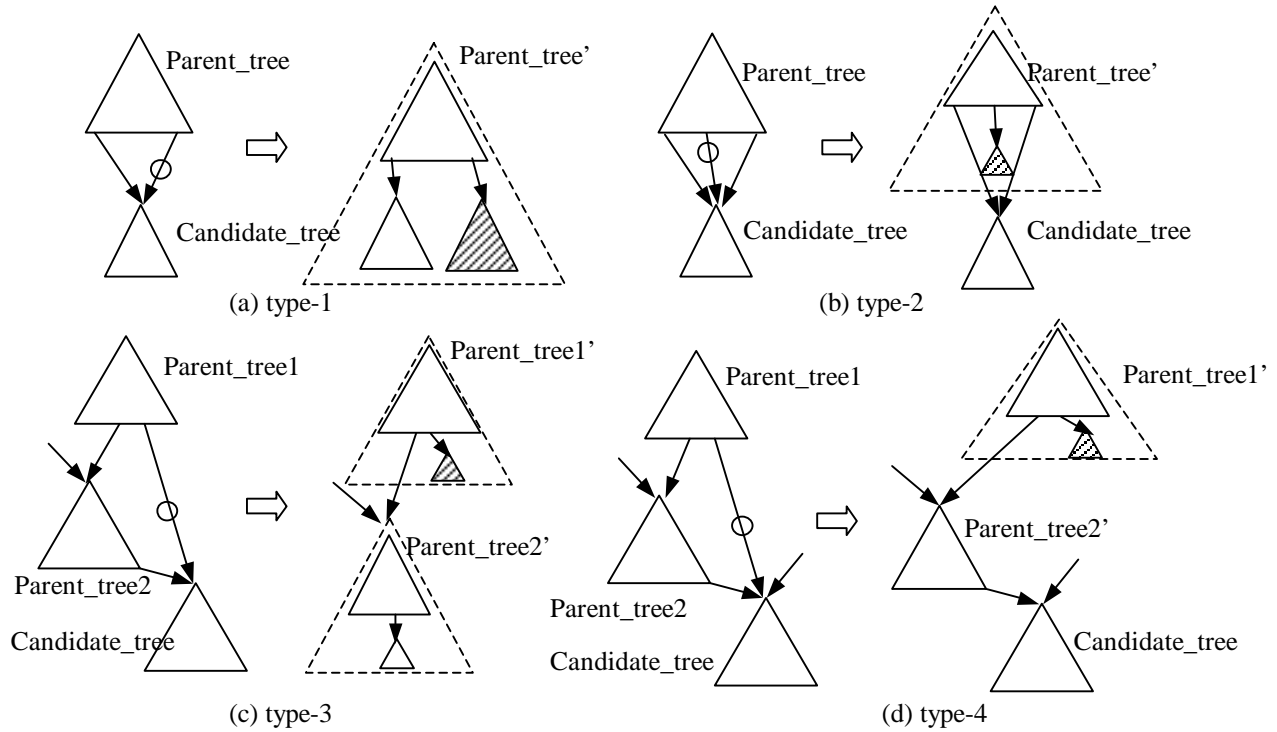 Parent_tree
Parent_tree’
Candidate_tree
(a) type-1
Parent_tree
Parent_tree’
Candidate_tree
Candidate_tree
(b) type-2
Parent_tree1
Parent_tree1’
Parent_tree2
Parent_tree2’
Candidate_tree
(c) type-3
Parent_tree1
Parent_tree1’
Parent_tree2
Parent_tree2’
Candidate_tree
Candidate_tree
(d) type-4